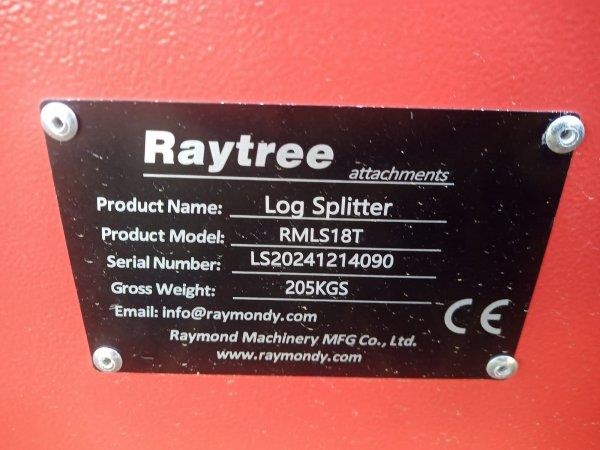 Raytree
attachments
Product Name: Log Splitter
Product Model: RMLS18T
Serial Number: LS20241214090
Gross Weight: 205KGS
Email: info@raymondy.com
CE
Raymond Machinery MFG Co., Ltd.
www.raymondy.com